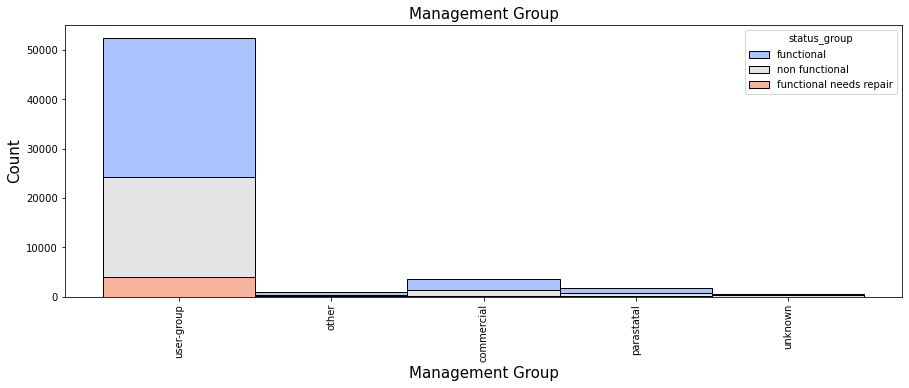 Management Group
status_group
functional
non functional
functional needs repair
50000
40000
30000
20000
10000
0
Count
user-group
other
commercial
parastatal
unknown
Management Group